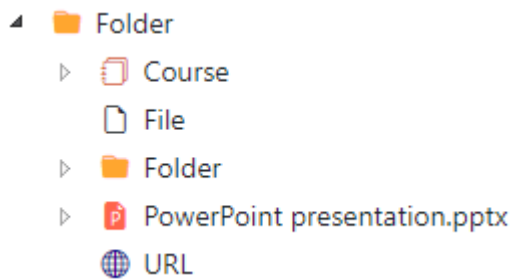 Folder
Course
File
Folder
PowerPoint presentation.pptx
URL